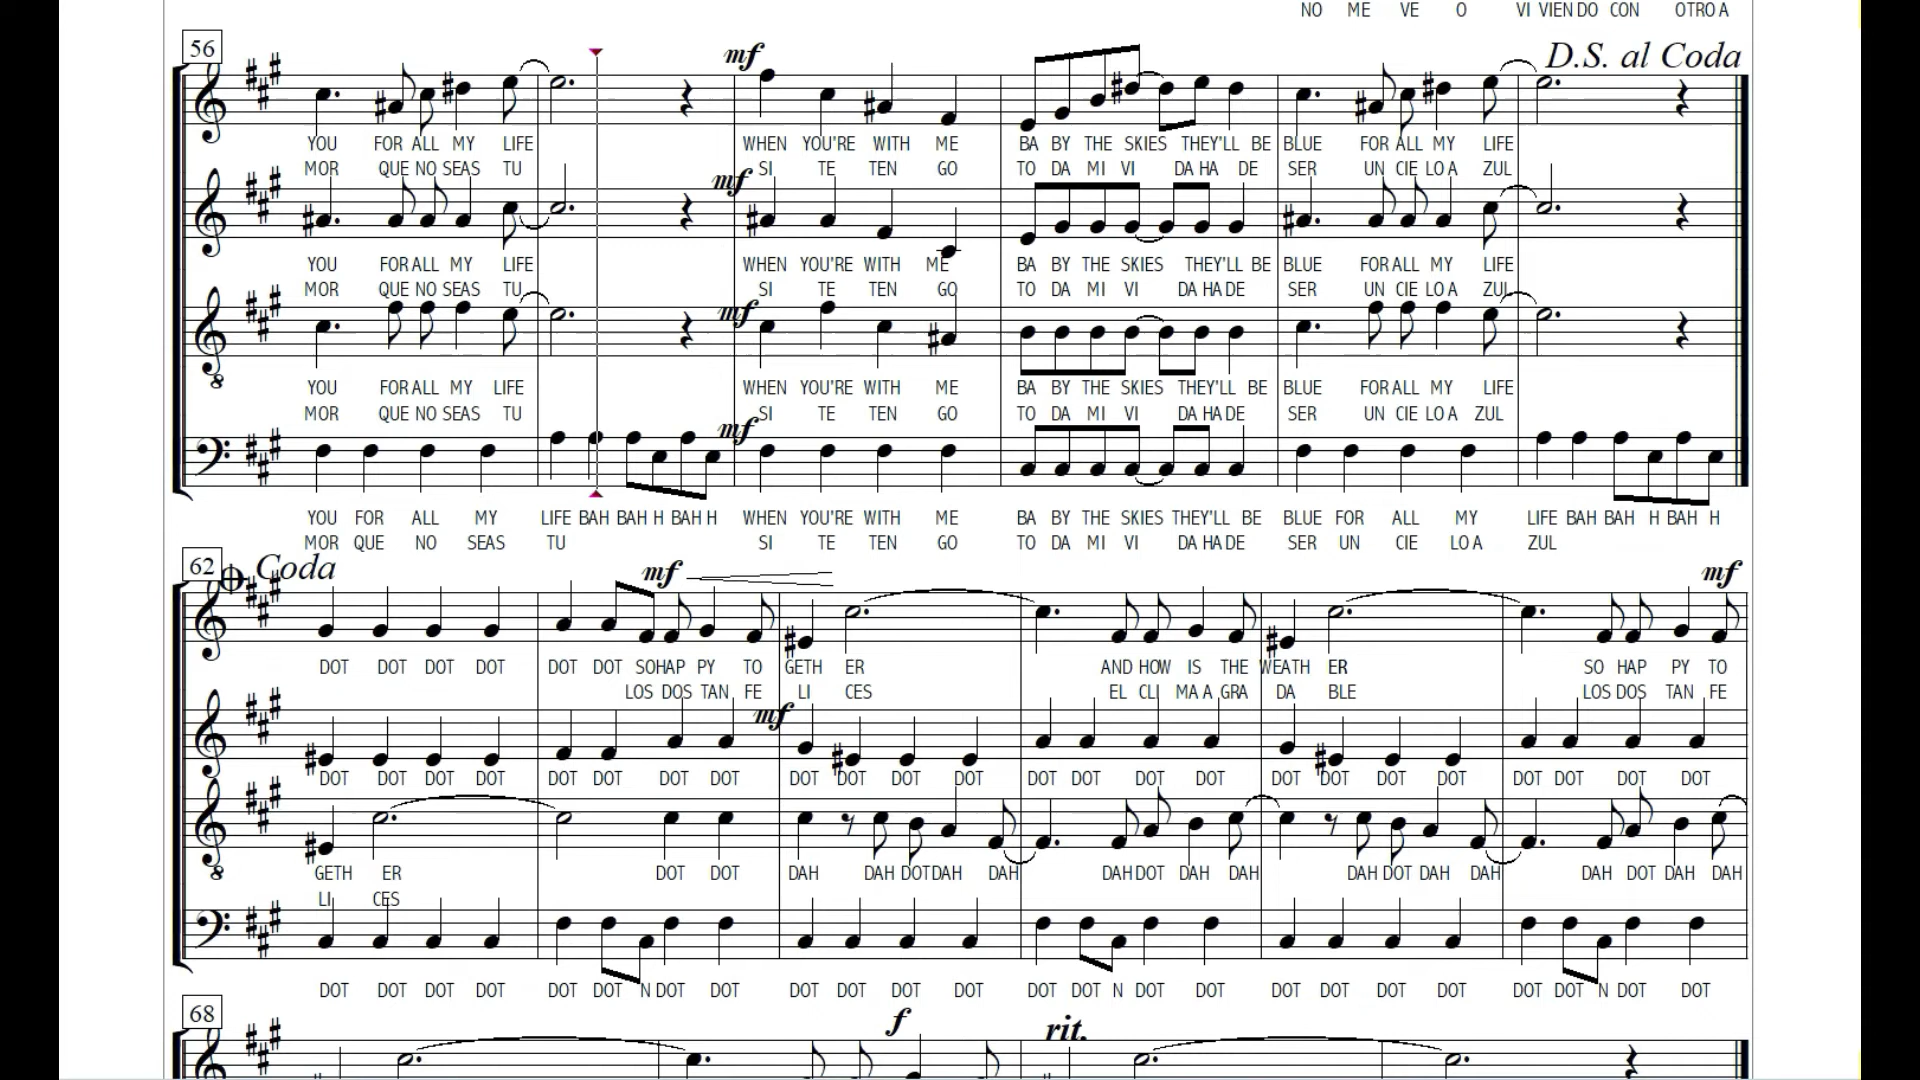 NO ME VE O VI VIEN DO CON OTRO A
56
D.S. al Coda
mf
YOU FOR ALL MY LIFE WHEN YOU'RE WITH ME BA BY THE SKIES THEY'LL BE BLUE FOR ALL MY LIFE
MOR QUE NO SEAS TU SI TE TEN GO TO DA MI VI DA HA DE SER UN CIE LO A ZUL
mf
YOU FOR ALL MY LIFE WHEN YOU'RE WITH ME BA BY THE SKIES THEY'LL BE BLUE FOR ALL MY LIFE
MOR QUE NO SEAS TU SI TE TEN GO TO DA MI VI DA HA DE SER UN CIE LO A ZUL
mf
YOU FOR ALL MY LIFE WHEN YOU'RE WITH ME BA BY THE SKIES THEY'LL BE BLUE FOR ALL MY LIFE
MOR QUE NO SEAS TU SI TE TEN GO TO DA MI VI DA HA DE SER UN CIE LO A ZUL
mf
YOU FOR ALL MY LIFE BAH BAH H BAH H WHEN YOU'RE WITH ME BA BY THE SKIES THEY'LL BE BLUE FOR ALL MY LIFE BAH BAH H BAH H
MOR QUE NO SEAS TU SI TE TEN GO TO DA MI VI DA HA DE SER UN CIE LO A ZUL
62 Coda mf mf
DOT DOT DOT DOT DOT DOT SO HAP PY TO GETH ER AND HOW IS THE WEATH ER SO HAP PY TO
LOS DOS TAN FE LI CES EL CLI MA A GRA DA BLE LOS DOS TAN FE
mf
DOT DOT DOT DOT DOT DOT DOT DOT DOT DOT DOT DOT DOT DOT DOT DOT DOT DOT DOT DOT DOT DOT DOT DOT
GETH ER DOT DOT DAH DAH DOT DAH DAH DAH DOT DAH DAH DAH DOT DAH DAH DAH DOT DAH DAH
LI CES
DOT DOT DOT DOT DOT DOT N DOT DOT DOT DOT DOT DOT DOT DOT N DOT DOT DOT DOT DOT DOT DOT DOT N DOT DOT
68 f rit.